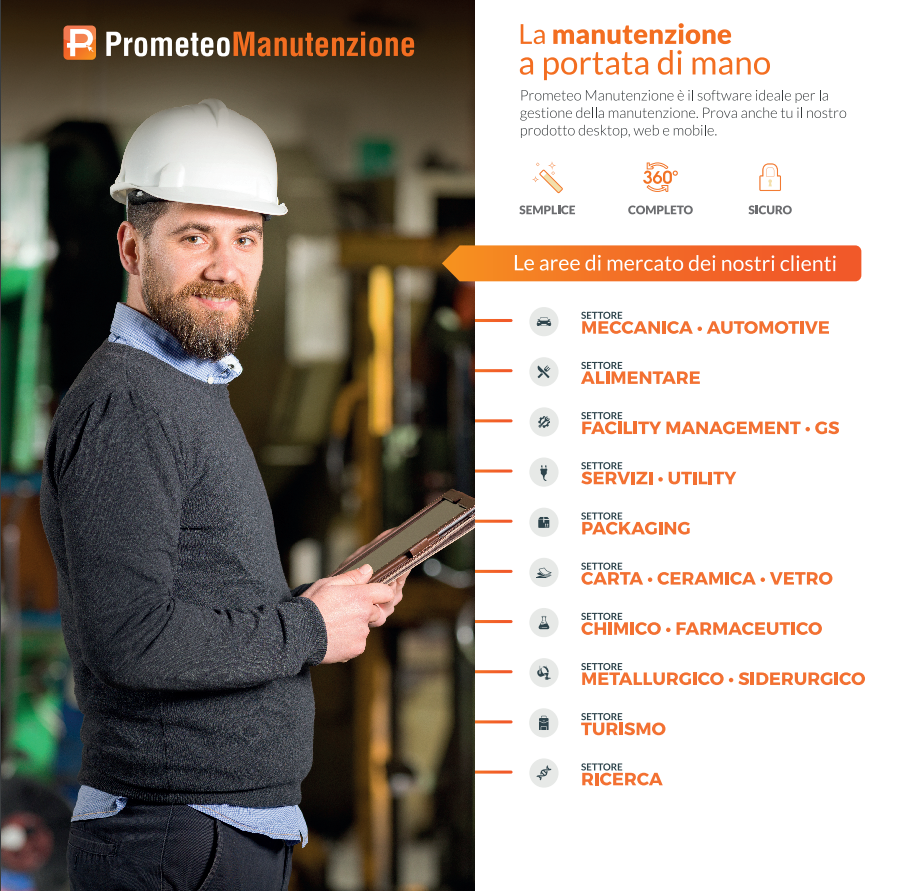 PrometeoManutenzione
La manutenzione
a portata di mano
Prometeo Manutenzione è il software ideale per la
gestione della manutenzione. Prova anche tu il nostro
prodotto desktop, web e mobile.
360°
SEMPLICE
COMPLETO
SICURO
Le aree di mercato dei nostri clienti
SETTORE
MECCANICA • AUTOMOTIVE
SETTORE
ALIMENTARE
SETTORE
FACILITY MANAGEMENT • GS
SETTORE
SERVIZI • UTILITY
SETTORE
PACKAGING
SETTORE
CARTA • CERAMICA • VETRO
SETTORE
CHIMICO • FARMACEUTICO
SETTORE
METALLURGICO • SIDERURGICO
SETTORE
TURISMO
SETTORE
RICERCA